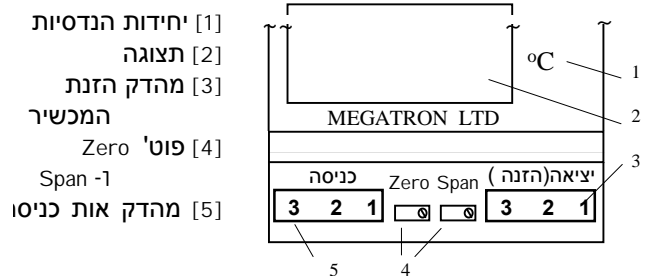 [1] יחידות הנדסיות
[2] תצוגה
[3] מהדק הזנת
המכשיר
[4] פוט' Zero
ו- Span
[5] מהדק אות כניסו
ºC
1
2
MEGATRON LTD
3
כניסה
Zero Span
יציאה(הזנה )
3 2 1
3 2 1
5
4